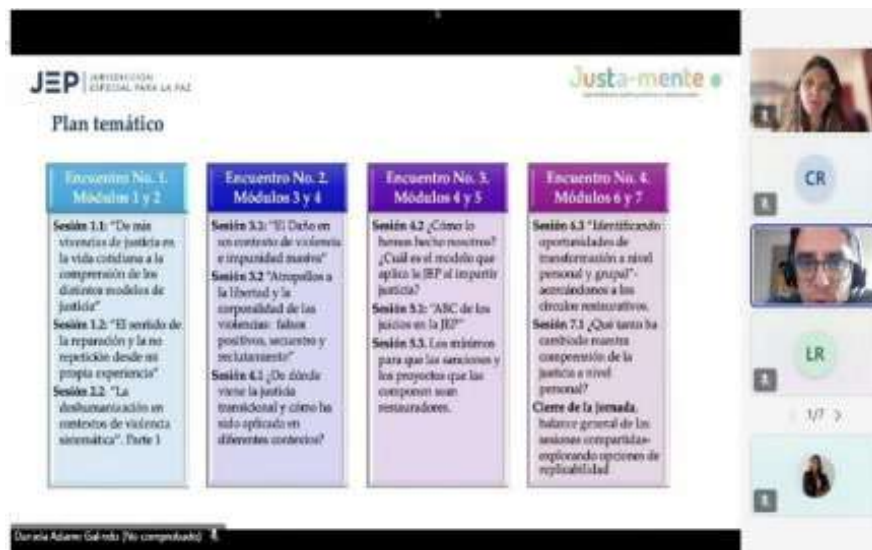 JEP JURISDICCIÓN
ESPECIAL PARA LA PAZ
Justa-mente
Plan temático
Encuentro No. 1.
Módulos 1 y 2
Sesión 1.1: "De mis
vivencias de justicia en
la vida cotidiana a la
comprensión de los
distintos modelos de
justicia"
Sesión 1.2: "El sentido de
la reparación y la no
repetición desde mi
propia experiencia"
Sesión 2.2: "La
deshumanización en
contextos de violencia
sistemática". Parte 1
Encuentro No. 2.
Módulos 3 y 4
Sesión 3.1: "El Daño en
un contexto de violencia
e impunidad masiva"
Sesión 3.2 "Atropellos a
la libertad y la
corporalidad de las
violencias: falsos
positivos, secuestro y
reclutamiento"
Sesión 4.1 ¿De dónde
viene la justicia
transicional y cómo ha
sido aplicada en
diferentes contextos?
Encuentro No. 3.
Módulos 4 y 5
Sesión 4.2 ¿Cómo lo
hemos hecho nosotros?
¿Cuál es el modelo que
aplica la JEP al impartir
justicia?
Sesión 5.2: "ABC de los
juicios en la JEP"
Sesión 5.3. Los mínimos
para que las sanciones y
los proyectos que las
componen sean
restauradores.
Encuentro No. 4.
Módulos 6 y 7
Sesión 6.3 "Identificando
oportunidades de
transformación a nivel
personal y grupal"-
acercándonos a los
círculos restaurativos.
Sesión 7.1 ¿Qué tanto ha
cambiado nuestra
comprensión de la
justicia a nivel
personal?
Cierre de la jornada,
balance general de las
sesiones compartidas-
explorando opciones de
replicabilidad
CR
LR
1/7
Daniela (No comprobado)